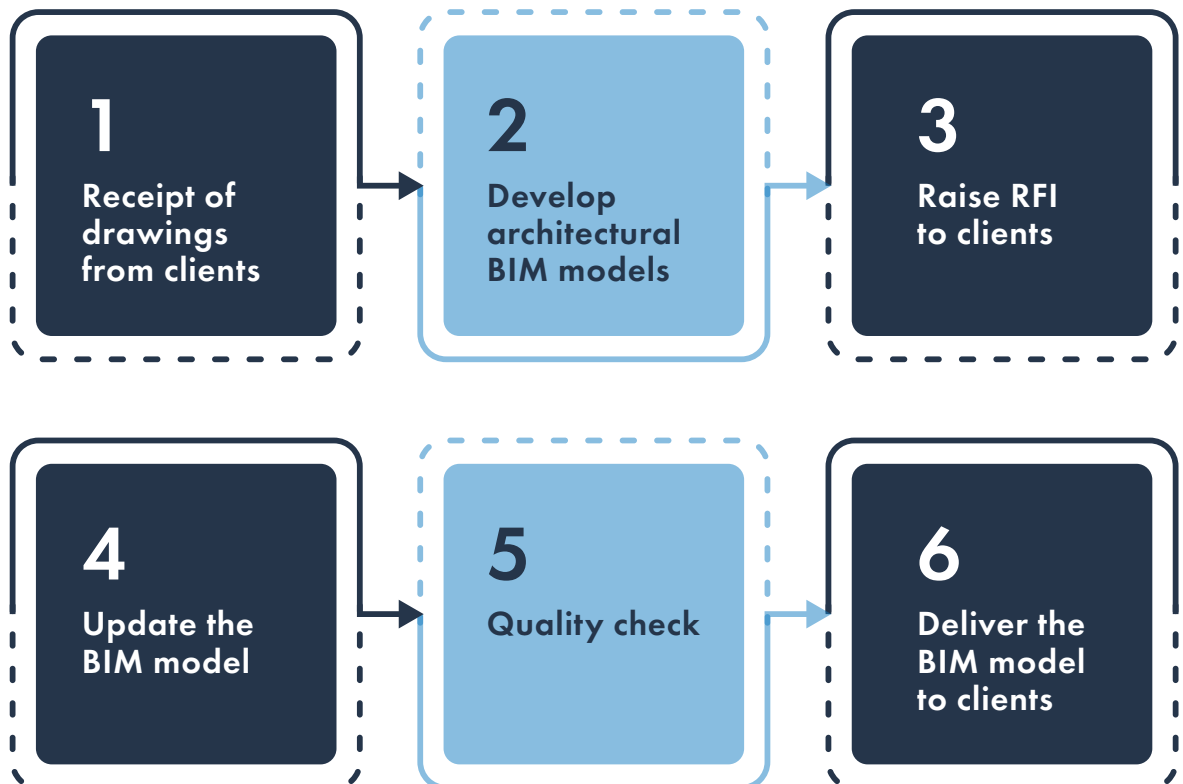 1
Receipt of
drawings
from clients
2
Develop
architectural
BIM models
3
Raise RFI
to clients
4
Update the
BIM model
5
Quality check
6
Deliver the
BIM model
to clients